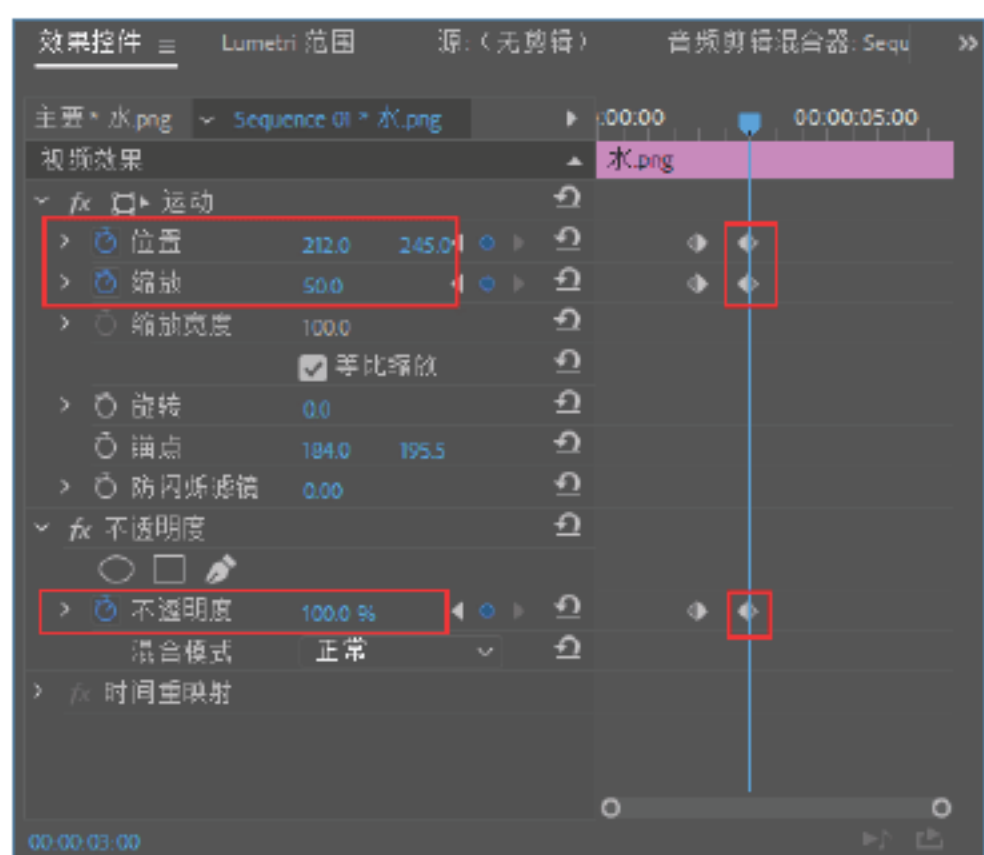 效果控件 Lumetri 范围 源:（无剪辑） 音频剪辑混合器: Sequ
主要 * 水.png Sequence 01 * 水.png :00:00 00:00:05:00
视频效果 水.png
fx 运动
位置 212.0 245.0
缩放 50.0
缩放宽度 100.0
等比缩放
旋转 0.0
锚点 184.0 195.5
防闪烁滤镜 0.00
fx 不透明度
不透明度 100.0 %
混合模式 正常
fx 时间重映射
00:00:03:00